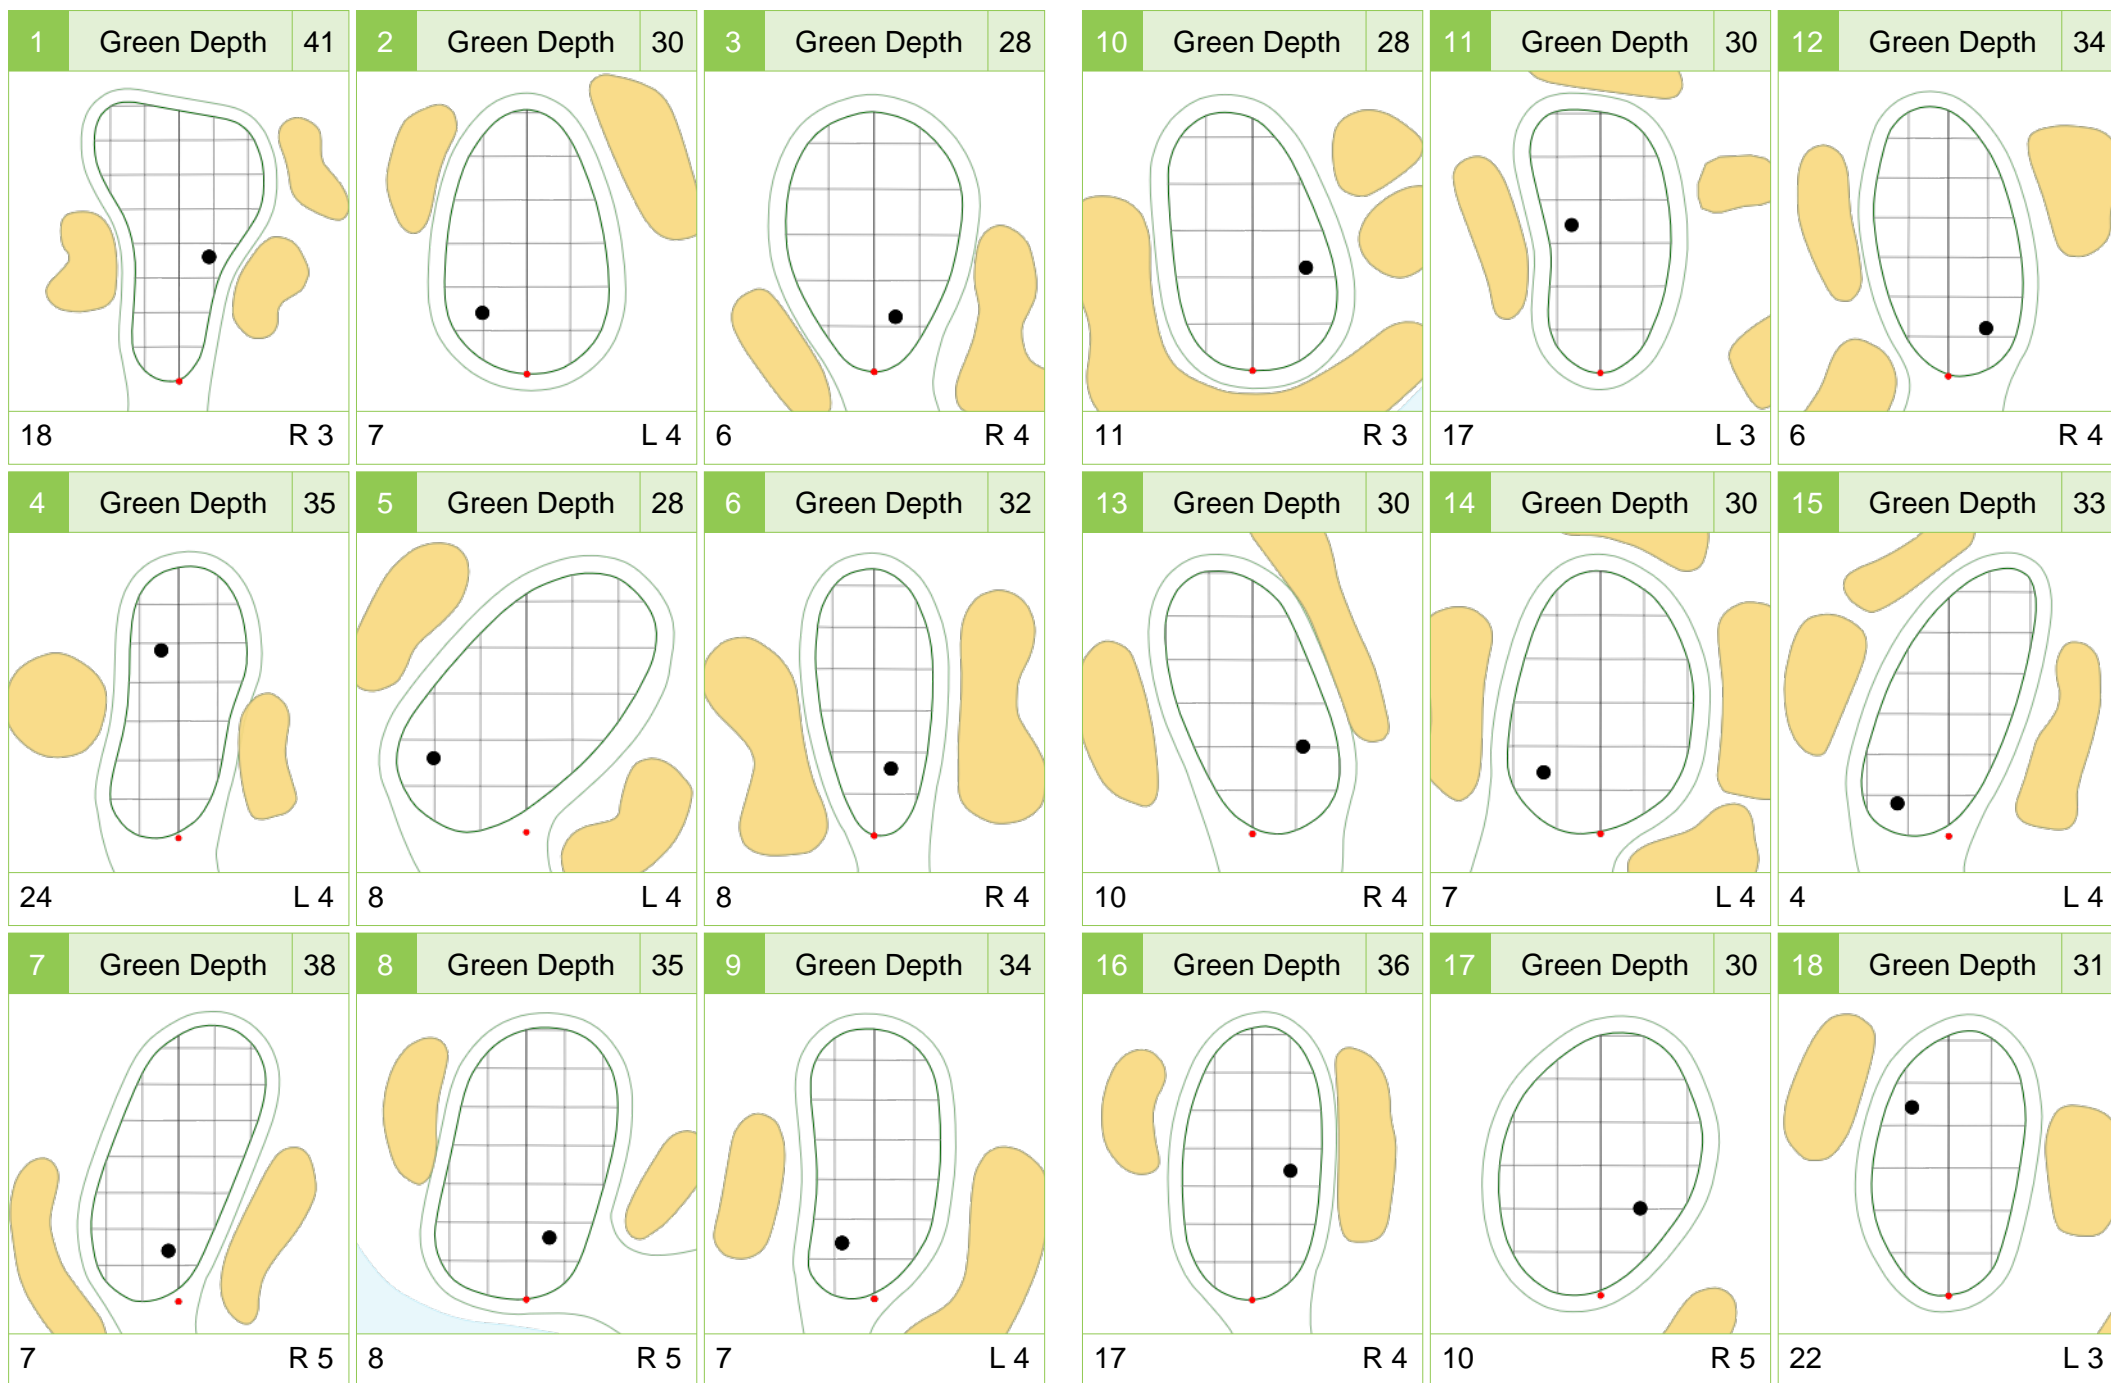 1 Green Depth 41
18 R 3
2 Green Depth 30
7 L 4
3 Green Depth 28
6 R 4
10 Green Depth 28
11 R 3
11 Green Depth 30
17 L 3
12 Green Depth 34
6 R 4
4 Green Depth 35
24 L 4
5 Green Depth 28
8 L 4
6 Green Depth 32
8 R 4
13 Green Depth 30
10 R 4
14 Green Depth 30
7 L 4
15 Green Depth 33
4 L 4
7 Green Depth 38
7 R 5
8 Green Depth 35
8 R 5
9 Green Depth 34
7 L 4
16 Green Depth 36
17 R 4
17 Green Depth 30
10 R 5
18 Green Depth 31
22 L 3